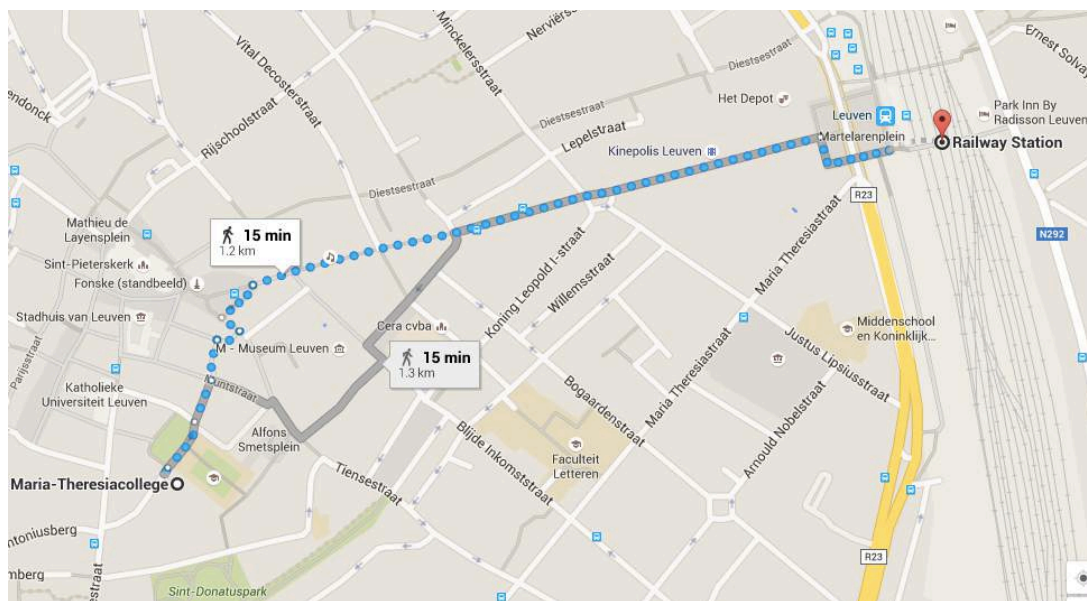 Minckelersstraat
Nerviërsstraat
Diestsestraat
Ernest Solvay
Vital Decosterstraat
Rijschoolstraat
Het Depot
Park Inn By
Radisson Leuven
Leuven
Martelarenplein
Railway Station
Diestsestraat
Lepelstraat
Kinepolis Leuven
Diestsestraat
R23
N292
Mathieu de
Layensplein
15 min
1.2 km
Sint-Pieterskerk
Fonske (standbeeld)
Stadhuis van Leuven
Koning Leopold I-straat
Willemsstraat
Maria Theresiastraat
Cera cvba
M - Museum Leuven
15 min
1.3 km
Middenschool
en Koninklijk...
Justus Lipsiusstraat
Parijsstraat
Katholieke
Universiteit Leuven
Muntstraat
Bogaardenstraat
Maria Theresiastraat
Arnould Nobelstraat
Alfons
Smetsplein
Blijde Inkomststraat
Faculteit
Letteren
Tiensestraat
Maria-Theresiacollege
R23
Sint-Donatuspark